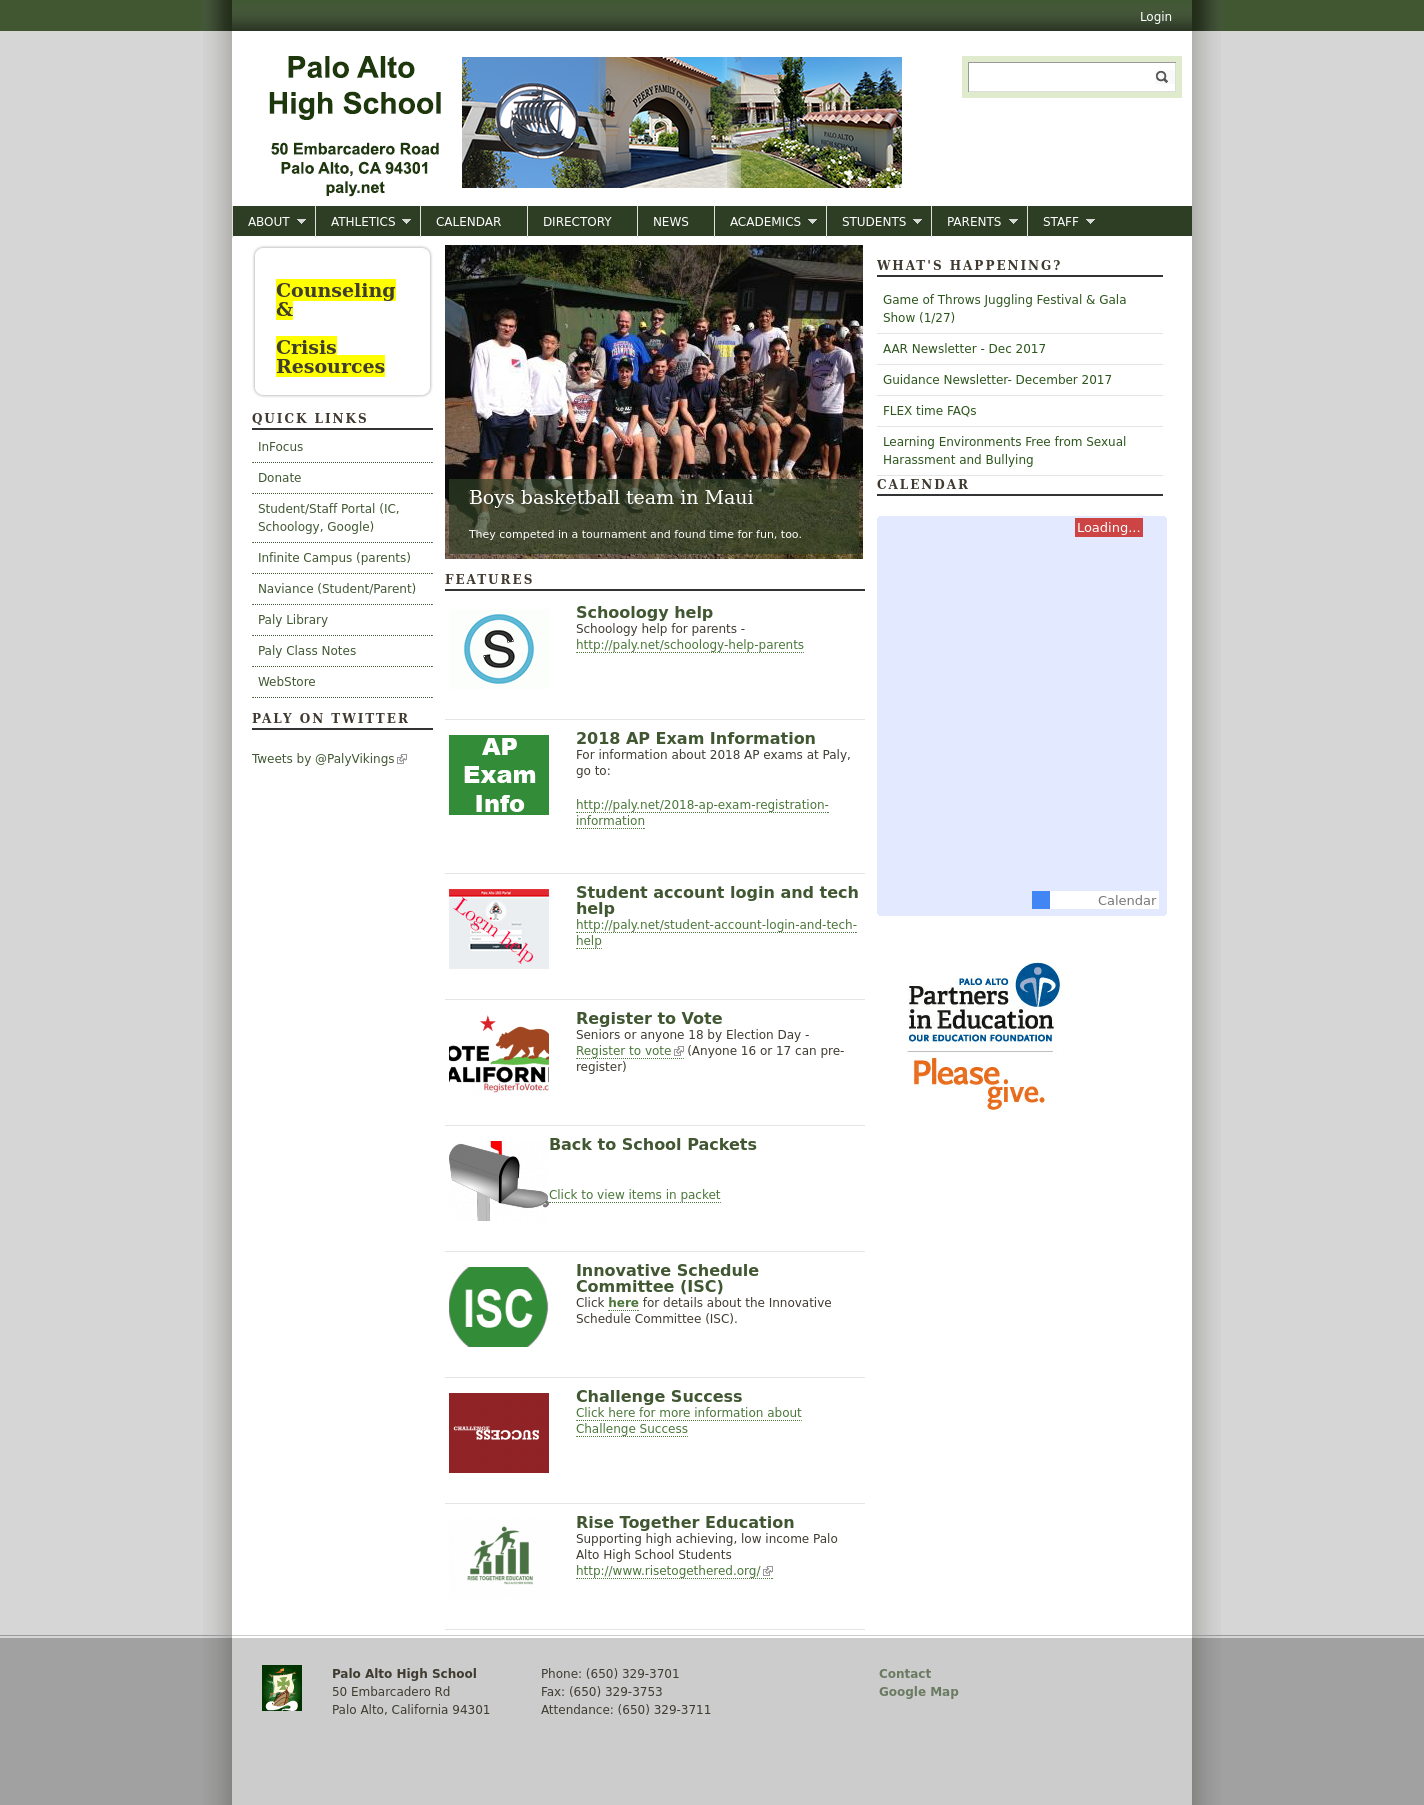 Login
Palo Alto
High School
50 Embarcadero Road
Palo Alto, CA 94301
paly.net
PEERY FAMILY CENTER
PALO ALTO
HIGH SCHOOL
ABOUT ATHLETICS CALENDAR DIRECTORY NEWS ACADEMICS STUDENTS PARENTS STAFF
Counseling
&
Crisis
Resources
QUICK LINKS
InFocus
Donate
Student/Staff Portal (IC,
Schoology, Google)
Infinite Campus (parents)
Naviance (Student/Parent)
Paly Library
Paly Class Notes
WebStore
PALY ON TWITTER
Tweets by @PalyVikings
Boys basketball team in Maui
They competed in a tournament and found time for fun, too.
FEATURES
S
Schoology help
Schoology help for parents -
http://paly.net/schoology-help-parents
AP
Exam
Info
2018 AP Exam Information
For information about 2018 AP exams at Paly,
go to:
http://paly.net/2018-ap-exam-registration-
information
Login help
Student account login and tech
help
http://paly.net/student-account-login-and-tech-
help
OTE
ALIFORN
RegisterToVote.c
Register to Vote
Seniors or anyone 18 by Election Day -
Register to vote (Anyone 16 or 17 can pre-
register)
Back to School Packets
Click to view items in packet
ISC
Innovative Schedule
Committee (ISC)
Click here for details about the Innovative
Schedule Committee (ISC).
CHALLENGE
SUCCESS
Challenge Success
Click here for more information about
Challenge Success
RISE TOGETHER EDUCATION
Rise Together Education
Supporting high achieving, low income Palo
Alto High School Students
http://www.risetogethered.org/
WHAT'S HAPPENING?
Game of Throws Juggling Festival & Gala
Show (1/27)
AAR Newsletter - Dec 2017
Guidance Newsletter- December 2017
FLEX time FAQs
Learning Environments Free from Sexual
Harassment and Bullying
CALENDAR
Loading...
Calendar
PALO ALTO
Partners
in Education
OUR EDUCATION FOUNDATION
Please
give.
Palo Alto High School
50 Embarcadero Rd
Palo Alto, California 94301
Phone: (650) 329-3701
Fax: (650) 329-3753
Attendance: (650) 329-3711
Contact
Google Map